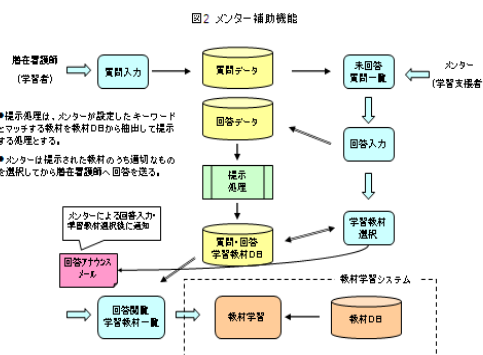 図2 メンター補助機能
潜在看護師
(学習者)
質問入力
質問データ
未回答
質問一覧
メンター
(学習支援者
回答データ
回答入力
●提示処理は、メンターが設定したキーワード
とマッチする教材を教材DBから抽出して提示
する処理とする。
●メンターは提示された教材のうち適切なもの
を選択してから潜在看護師へ回答を送る。
提示
処理
メンターによる回答入力・
学習教材選択後に通知
質問・回答
学習教材DB
学習教材
選択
回答アナウンス
メール
教材学習システム
回答閲覧
学習教材一覧
教材学習
教材DB